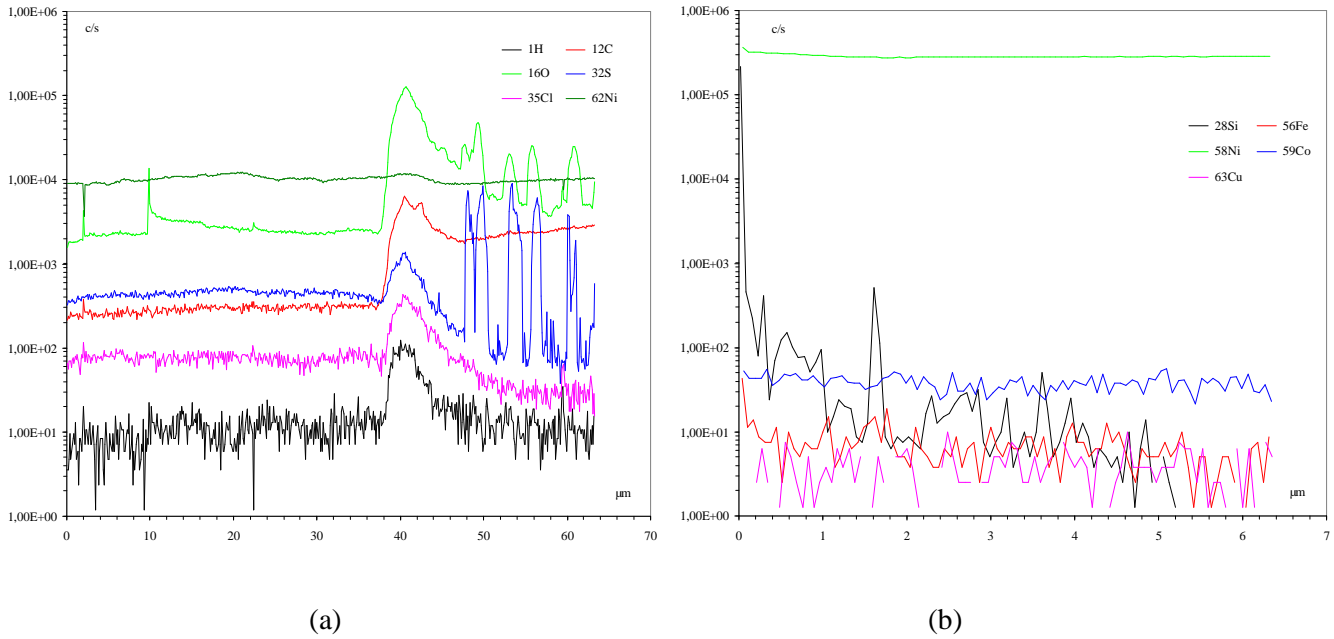 1,00E+06
c/s
1H 12C
16O 32S
35Cl 62Ni
1,00E+05
1,00E+04
1,00E+03
1,00E+02
1,00E+01
µm
1,00E+00
0 10 20 30 40 50 60 70
(a)
1,00E+06
c/s
1,00E+05
28Si 56Fe
58Ni 59Co
63Cu
1,00E+04
1,00E+03
1,00E+02
1,00E+01
µm
1,00E+00
0 1 2 3 4 5 6 7
(b)